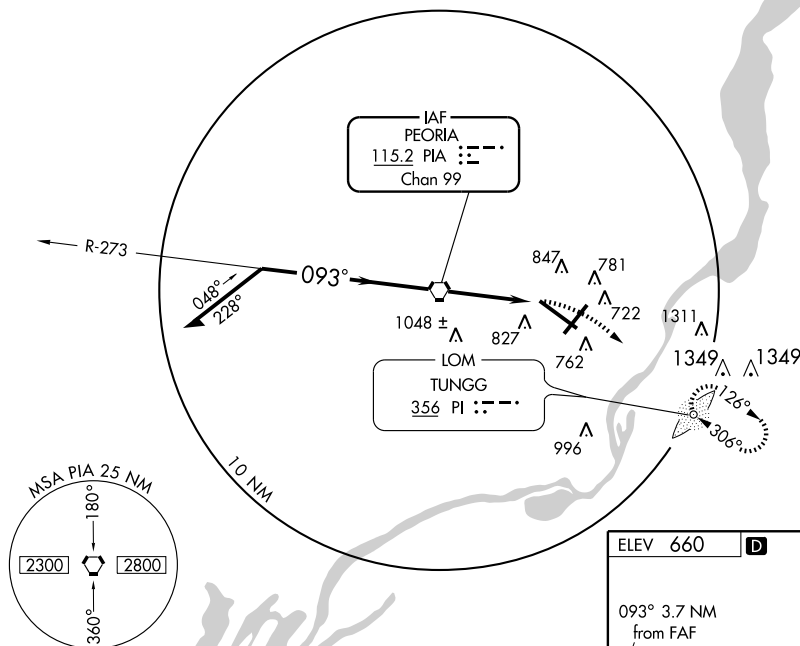 IAF
PEORIA
115.2 PIA
Chan 99
R-273
093°
048°
228°
847
781
722
1048 ±
827
762
1311
1349
1349
LOM
TUNGG
356 PI
996
126°
306°
10 NM
MSA PIA 25 NM
180°
2300
2800
360°
ELEV 660 D
093° 3.7 NM
from FAF